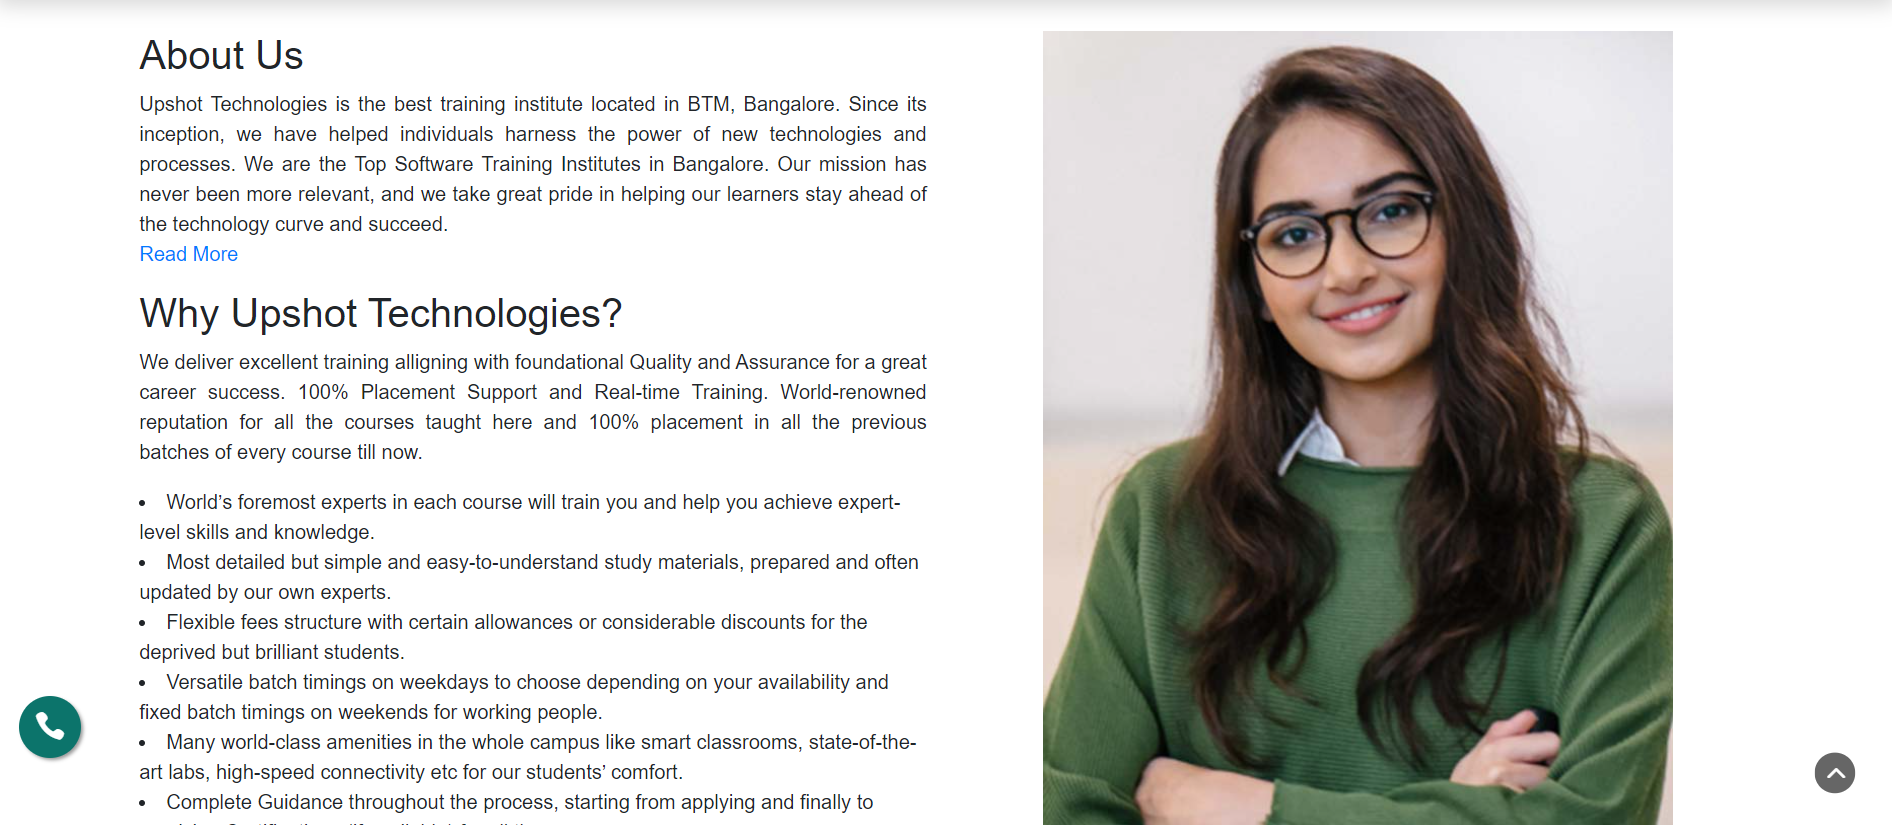 About Us
Upshot Technologies is the best training institute located in BTM, Bangalore. Since its
inception, we have helped individuals harness the power of new technologies and
processes. We are the Top Software Training Institutes in Bangalore. Our mission has
never been more relevant, and we take great pride in helping our learners stay ahead of
the technology curve and succeed.
Read More
Why Upshot Technologies?
We deliver excellent training alligning with foundational Quality and Assurance for a great
career success. 100% Placement Support and Real-time Training. World-renowned
reputation for all the courses taught here and 100% placement in all the previous
batches of every course till now.
• World’s foremost experts in each course will train you and help you achieve expert-
level skills and knowledge.
• Most detailed but simple and easy-to-understand study materials, prepared and often
updated by our own experts.
• Flexible fees structure with certain allowances or considerable discounts for the
deprived but brilliant students.
• Versatile batch timings on weekdays to choose depending on your availability and
fixed batch timings on weekends for working people.
• Many world-class amenities in the whole campus like smart classrooms, state-of-the-
art labs, high-speed connectivity etc for our students’ comfort.
• Complete Guidance throughout the process, starting from applying and finally to